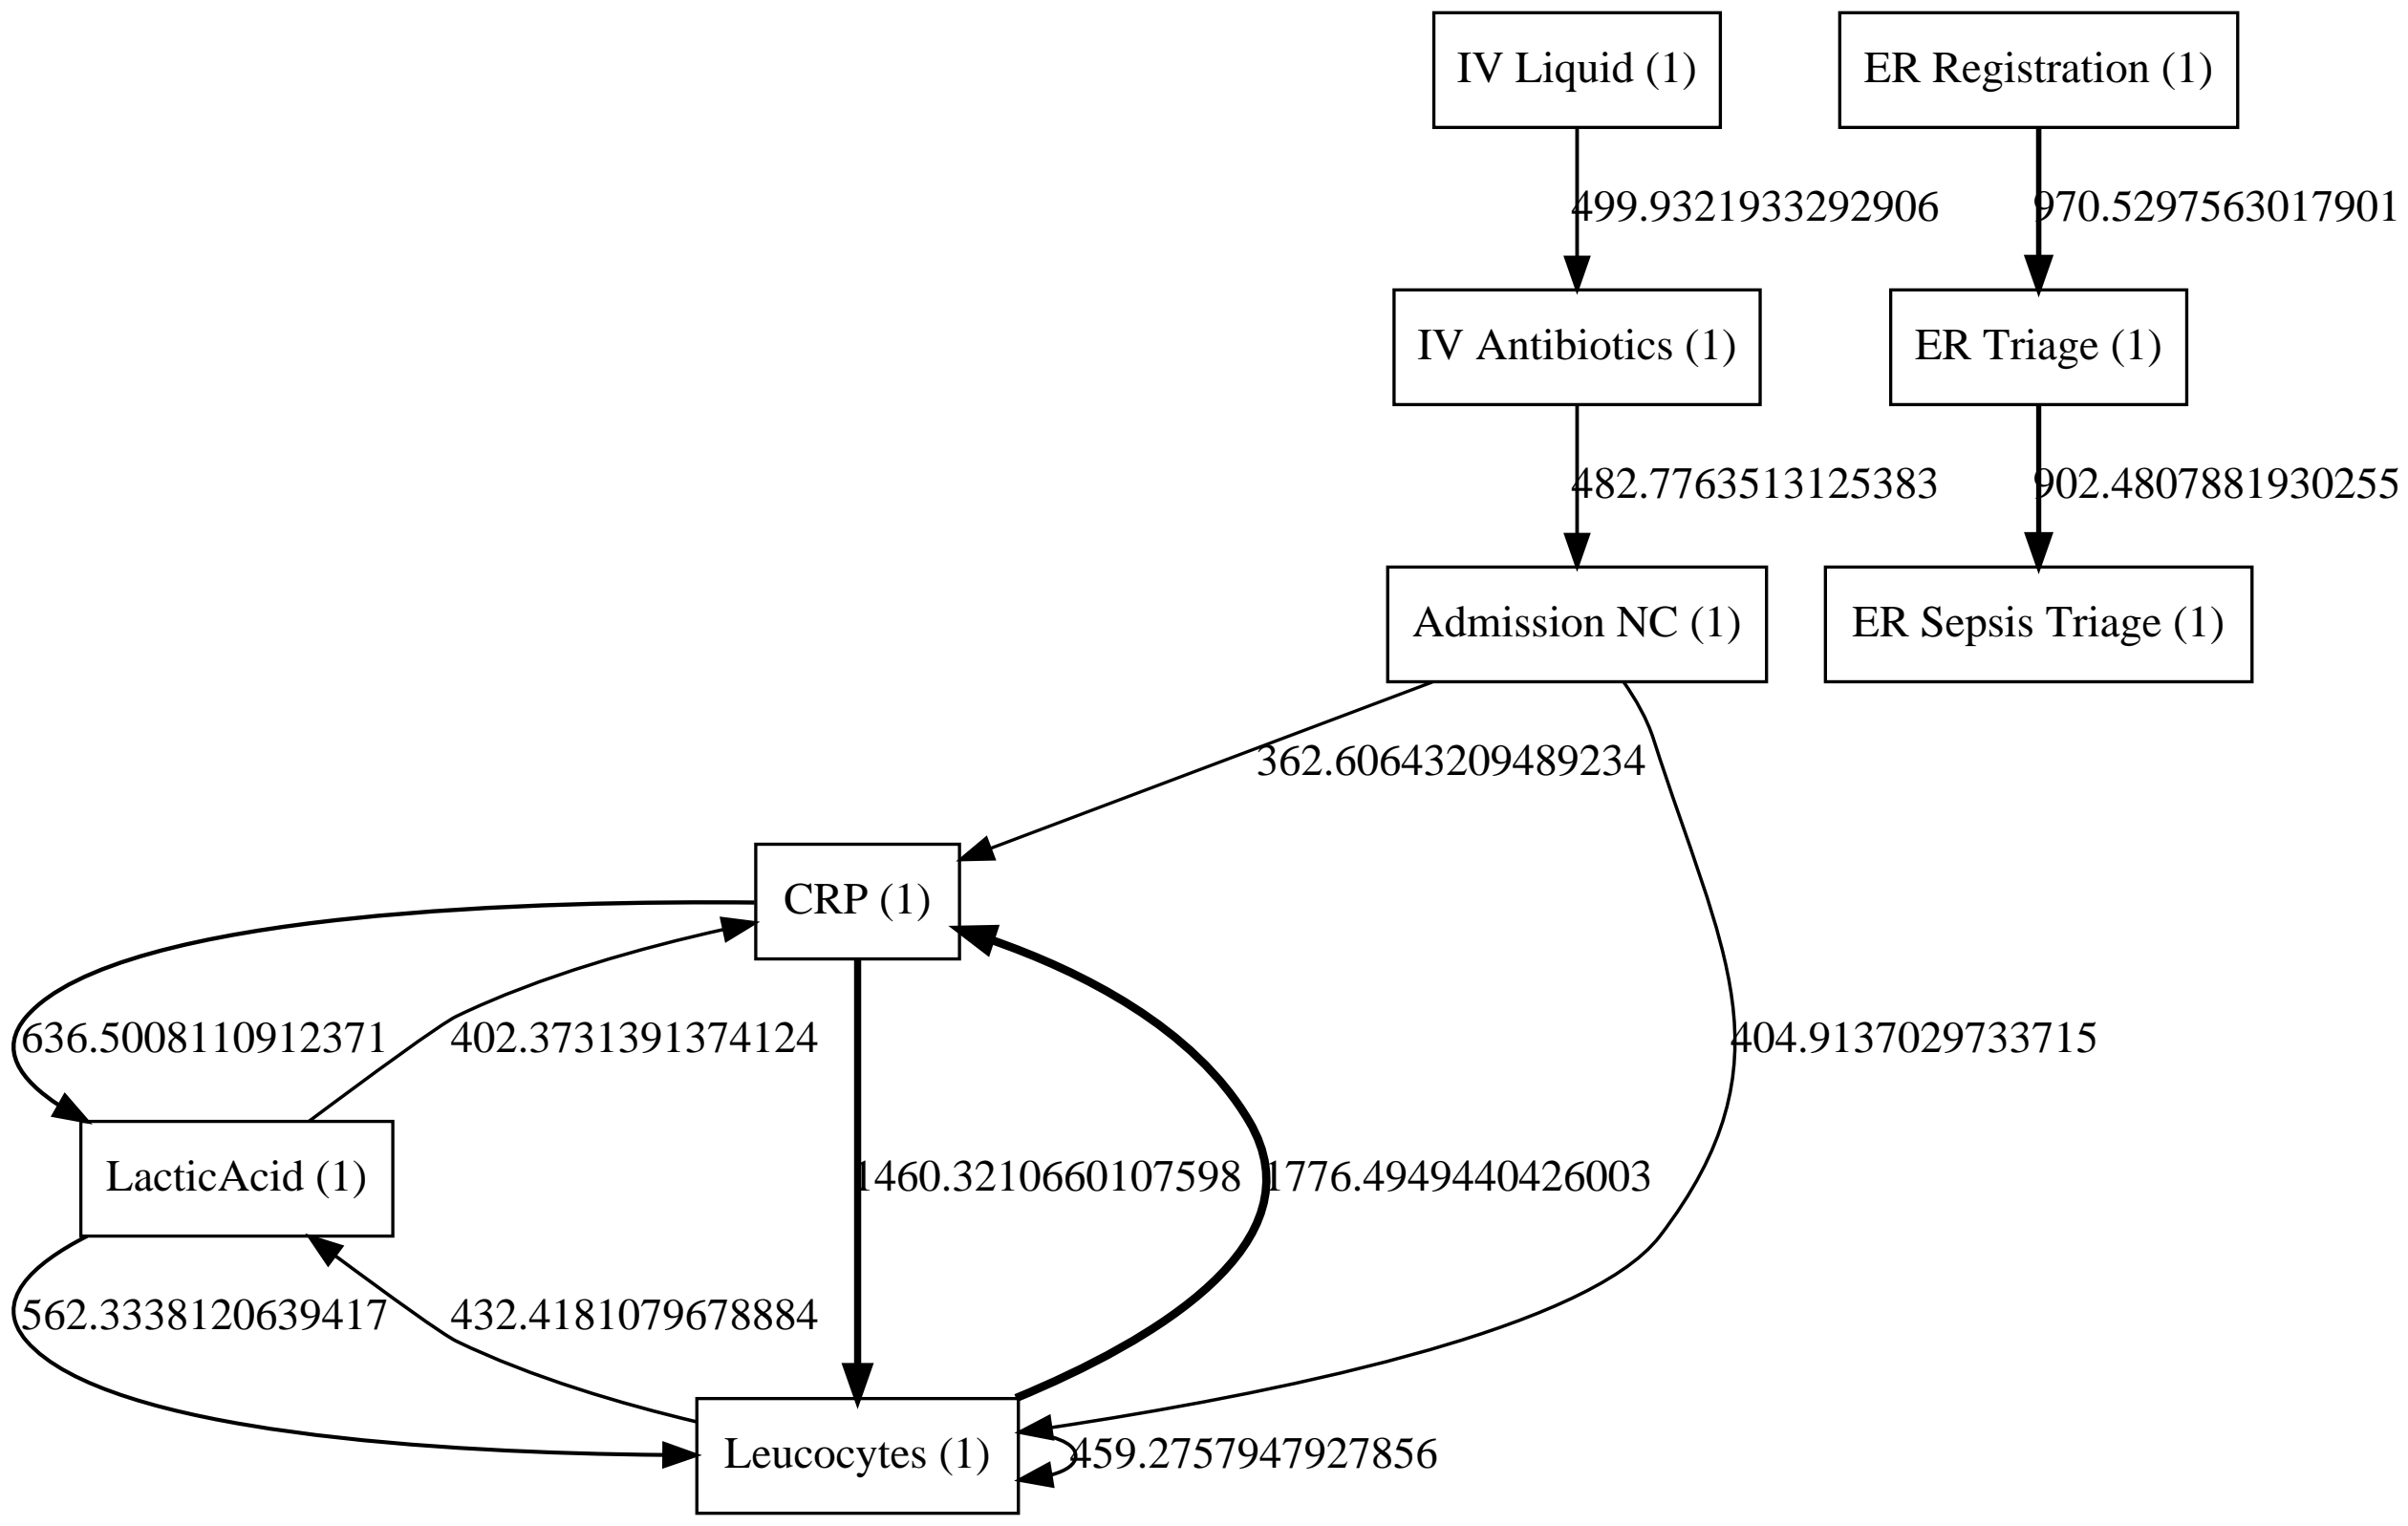 IV Liquid (1)
ER Registration (1)
499.9321933292906
970.5297563017901
IV Antibiotics (1)
ER Triage (1)
482.7763513125383
902.4807881930255
Admission NC (1)
ER Sepsis Triage (1)
362.60643209489234
CRP (1)
636.5008110912371
402.3731391374124
404.9137029733715
LacticAcid (1)
1460.3210660107598
1776.4949440426003
562.3338120639417
432.4181079678884
Leucocytes (1)
459.2757947927856